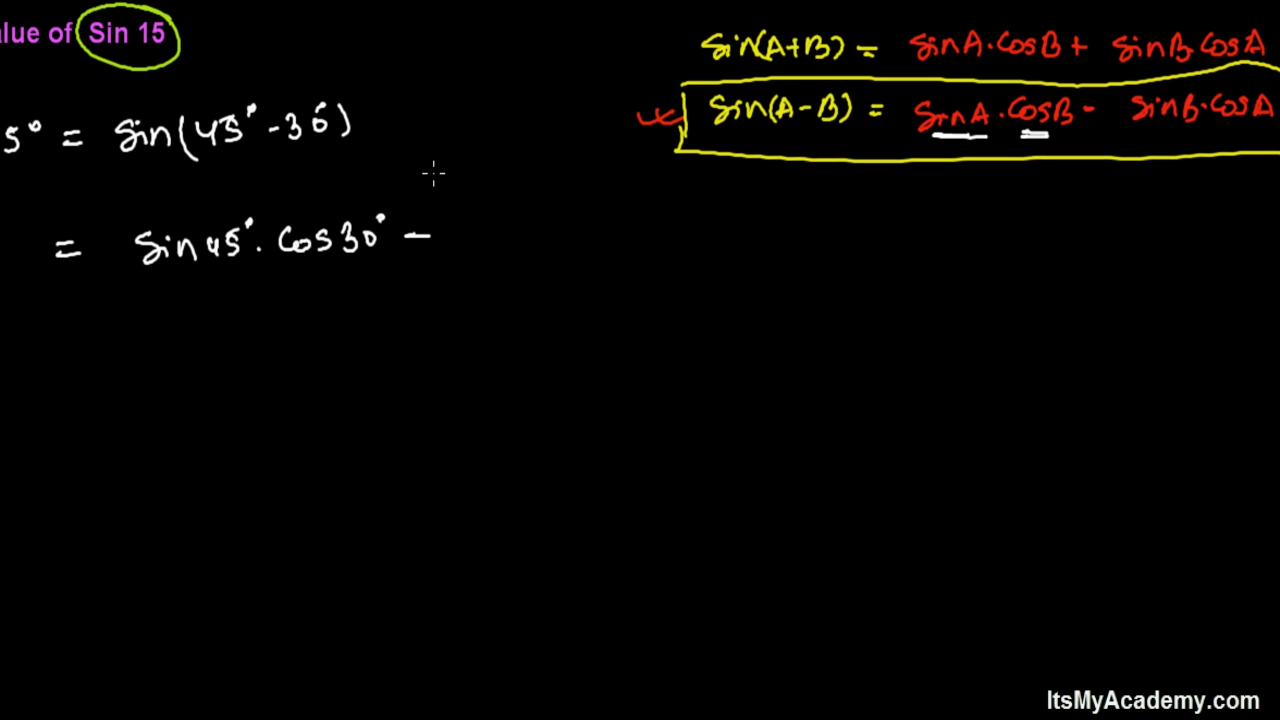 alue of Sin 15
Sin(A+B) = SinA.CosB + SinB CosA
Sin(A-B) = SinA.CosB - SinB.CosA
5° = Sin(45°-30)
= Sin45°.Cos30° -
ItsMyAcademy.com